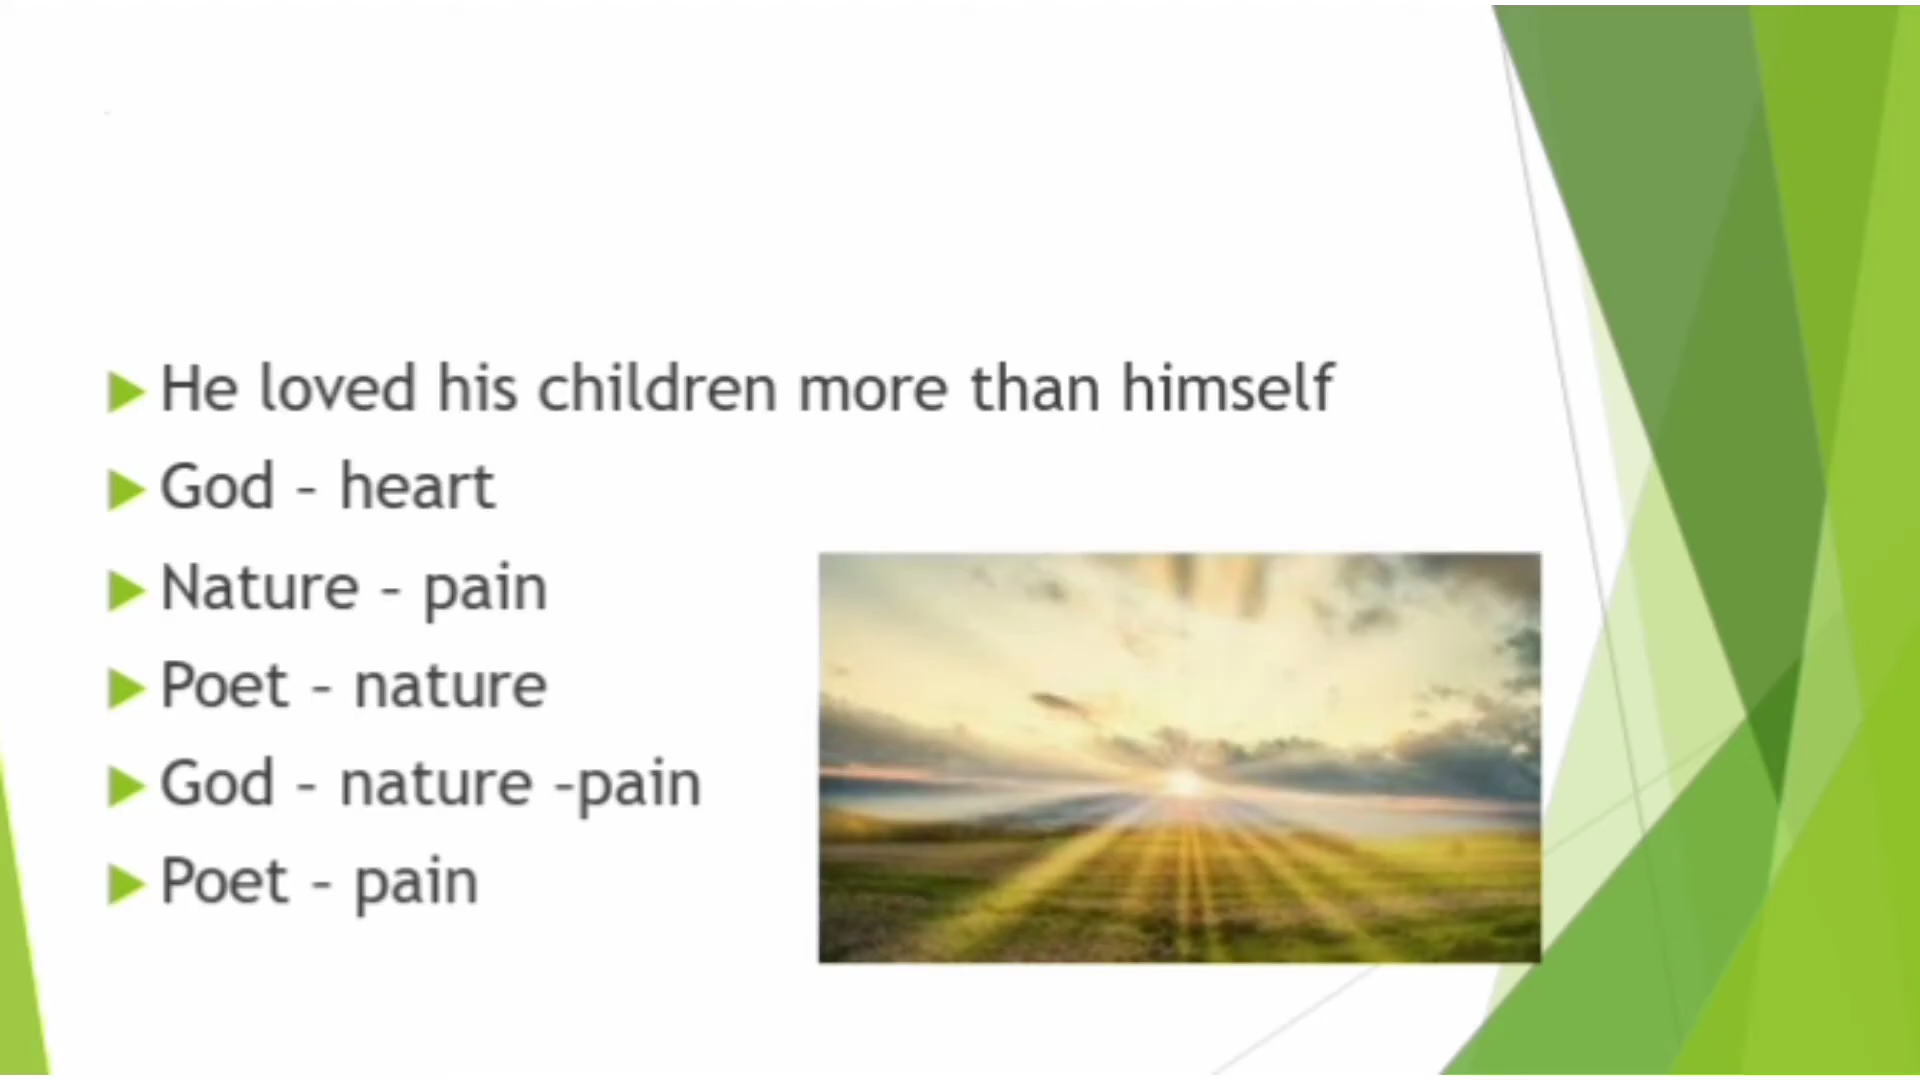 He loved his children more than himself
God – heart
Nature – pain
Poet – nature
God – nature –pain
Poet – pain